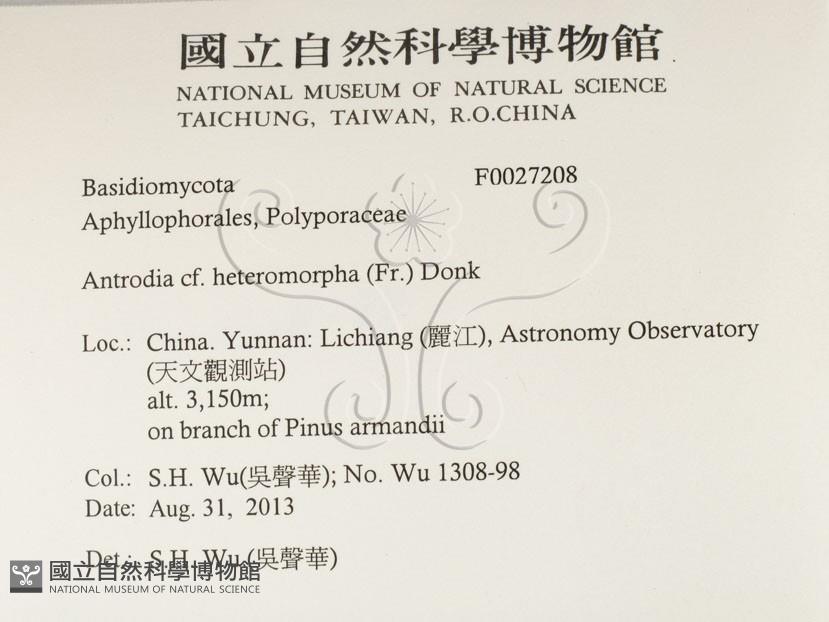 國立自然科學博物館
NATIONAL MUSEUM OF NATURAL SCIENCE
TAICHUNG, TAIWAN, R.O.CHINA
Basidiomycota F0027208
Aphyllophorales, Polyporaceae
Antrodia cf. heteromorpha (Fr.) Donk
Loc.: China. Yunnan: Lichiang (麗江), Astronomy Observatory
(天文觀測站)
alt. 3,150m;
on branch of Pinus armandii
Col.: S.H. Wu(吳聲華); No. Wu 1308-98
Date: Aug. 31, 2013
Det.: S.H. Wu (吳聲華)
國立自然科學博物館
NATIONAL MUSEUM OF NATURAL SCIENCE